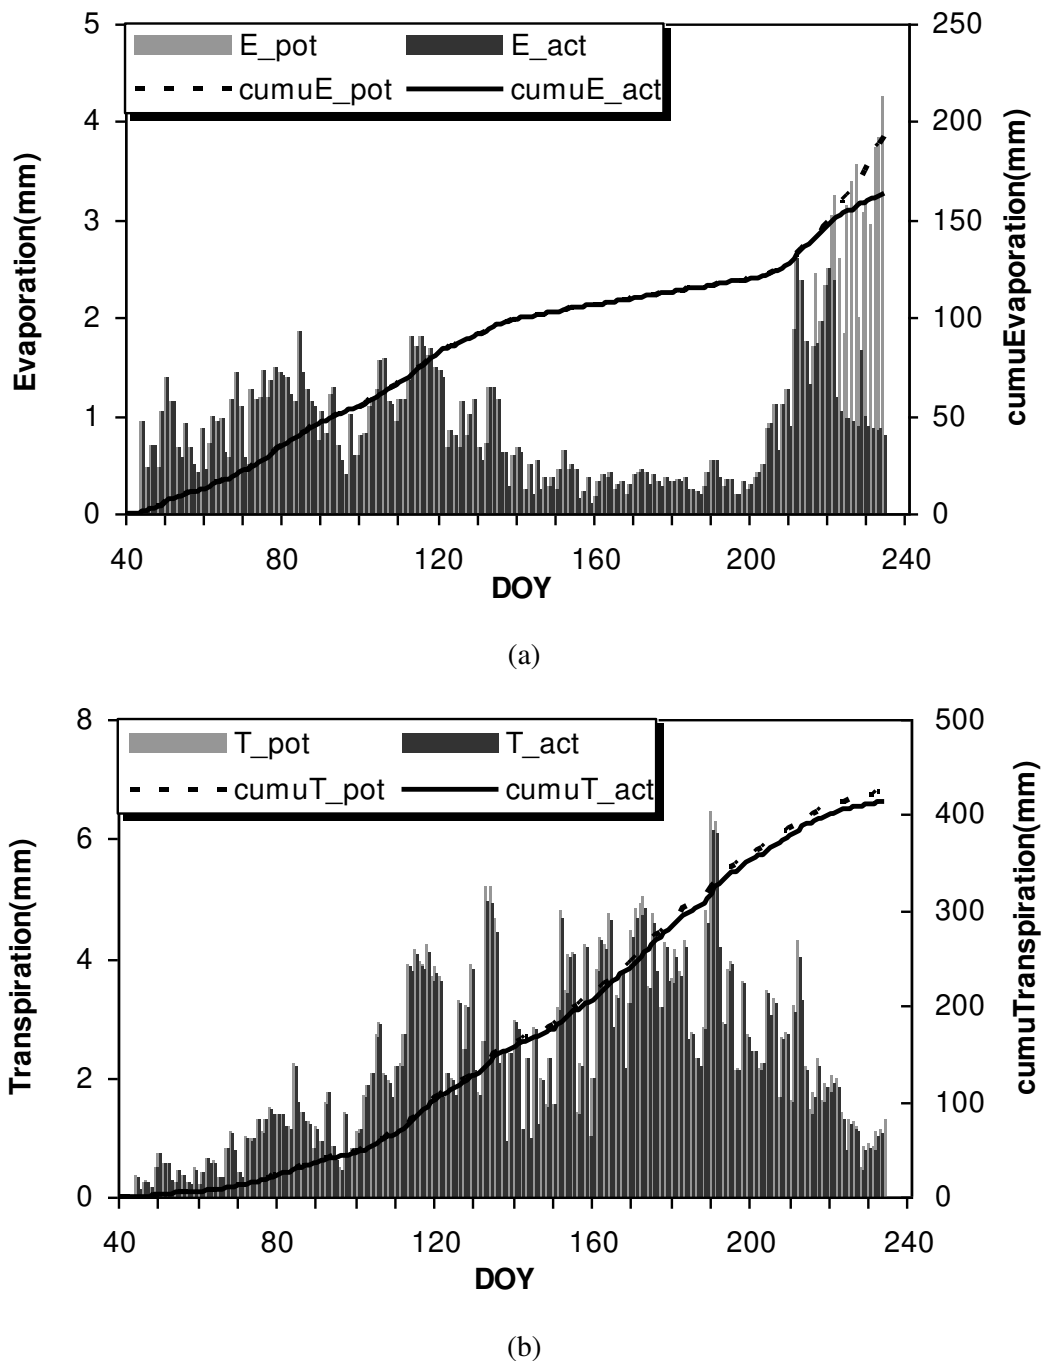 5
250
E_pot
E_act
cumuE_pot
cumuE_act
4
200
3
150
2
100
1
50
0
0
Evaporation(mm)
cumuEvaporation(mm)
40
80
120
160
200
240
DOY
(a)
8
500
T_pot
T_act
cumuT_pot
cumuT_act
400
6
300
4
200
2
100
0
0
Transpiration(mm)
cumuTranspiration(mm)
40
80
120
160
200
240
DOY
(b)